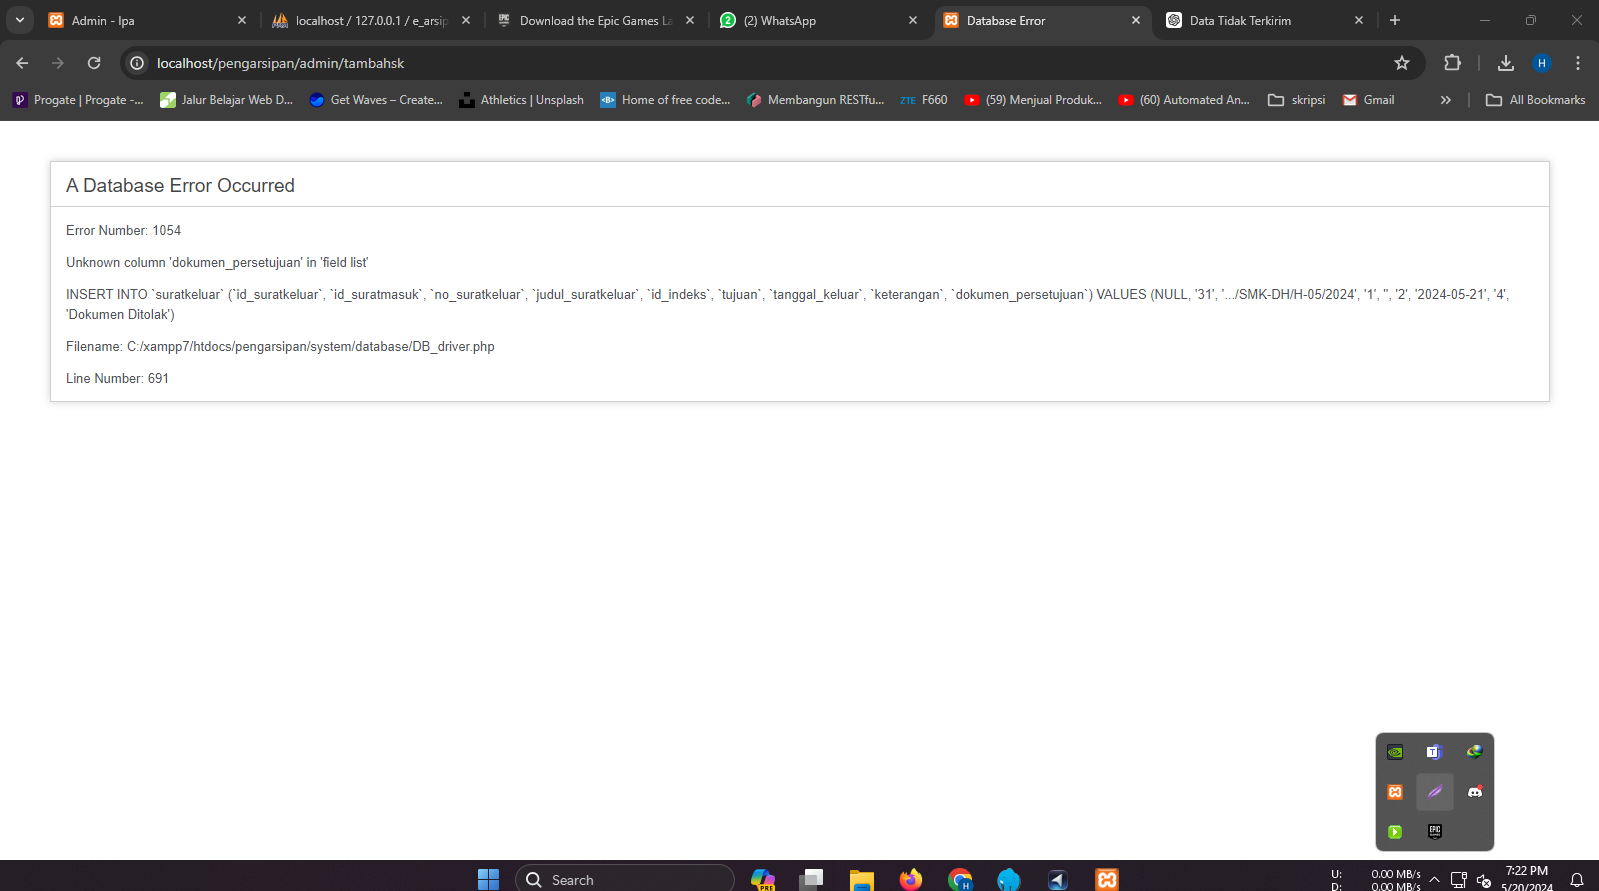 Admin - Ipa
localhost / 127.0.0.1 / e_arsip
Download the Epic Games La
(2) WhatsApp
Database Error
Data Tidak Terkirim
localhost/pengarsipan/admin/tambahsk
H
Progate | Progate -...
Jalur Belajar Web D...
Get Waves – Create...
Athletics | Unsplash
Home of free code...
Membangun RESTfu...
ZTE F660
(59) Menjual Produk...
(60) Automated An...
skripsi
Gmail
All Bookmarks
A Database Error Occurred
Error Number: 1054
Unknown column 'dokumen_persetujuan' in 'field list'
INSERT INTO `suratkeluar` (`id_suratkeluar`, `id_suratmasuk`, `no_suratkeluar`, `judul_suratkeluar`, `id_indeks`, `tujuan`, `tanggal_keluar`, `keterangan`, `dokumen_persetujuan`) VALUES (NULL, '31', '.../SMK-DH/H-05/2024', '1', '', '2', '2024-05-21', '4',
'Dokumen Ditolak')
Filename: C:/xampp7/htdocs/pengarsipan/system/database/DB_driver.php
Line Number: 691
EPIC
Search
PRE
U: 0.00 MB/s
D: 0.00 MB/s
7:22 PM
5/20/2024